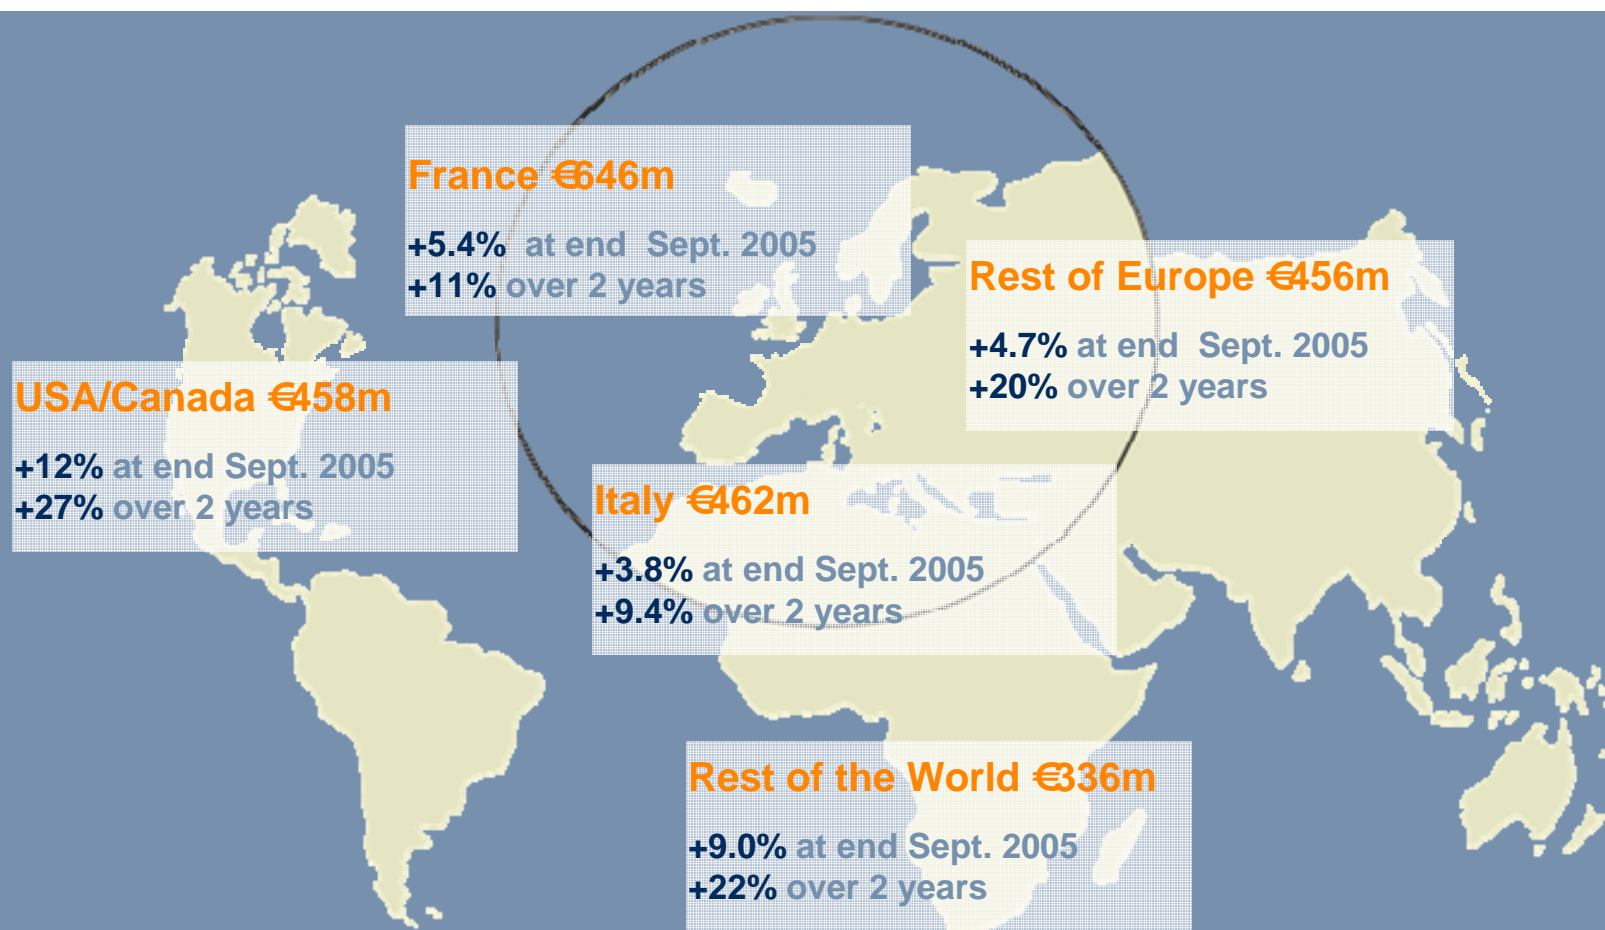 France €646m
+5.4% at end Sept. 2005
+11% over 2 years
Rest of Europe €456m
+4.7% at end Sept. 2005
+20% over 2 years
USA/Canada €458m
+12% at end Sept. 2005
+27% over 2 years
Italy €462m
+3.8% at end Sept. 2005
+9.4% over 2 years
Rest of the World €336m
+9.0% at end Sept. 2005
+22% over 2 years